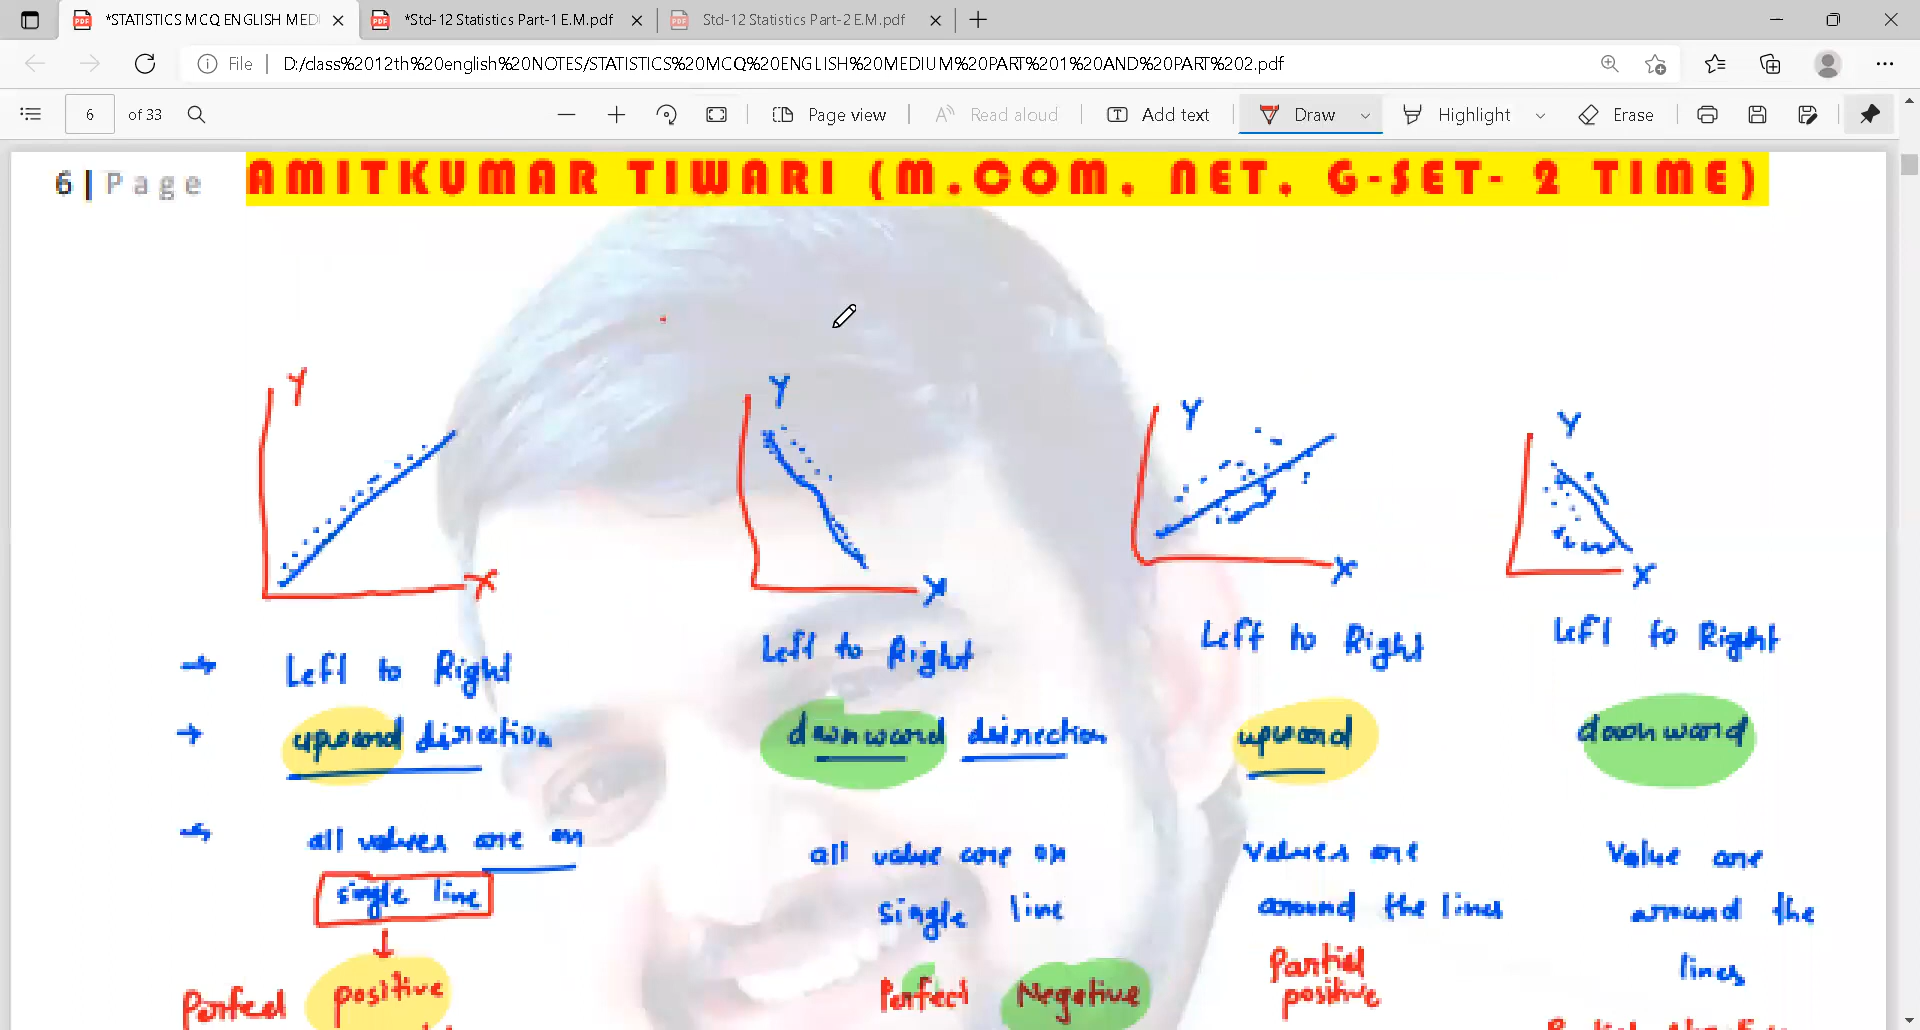 *STATISTICS MCQ ENGLISH MED
*Std-12 Statistics Part-1 E.M.pdf
Std-12 Statistics Part-2 E.M.pdf
File
D:/class%2012th%20english%20NOTES/STATISTICS%20MCQ%20ENGLISH%20MEDIUM%20PART%201%20AND%20PART%202.pdf
6 of 33
Page view
Read aloud
Add text
Draw
Highlight
Erase
6 | Page AMITKUMAR TIWARI (M.COM. NET. G-SET- 2 TIME)
Y Y Y Y
X X X X
Left to Right Left to Right Left to Right Left to Right
upward direction downward direction upward downward
all values are on all value are on values are Value are
single line single line around the lines around the
lines
Perfect positive Perfect Negative Partial positive